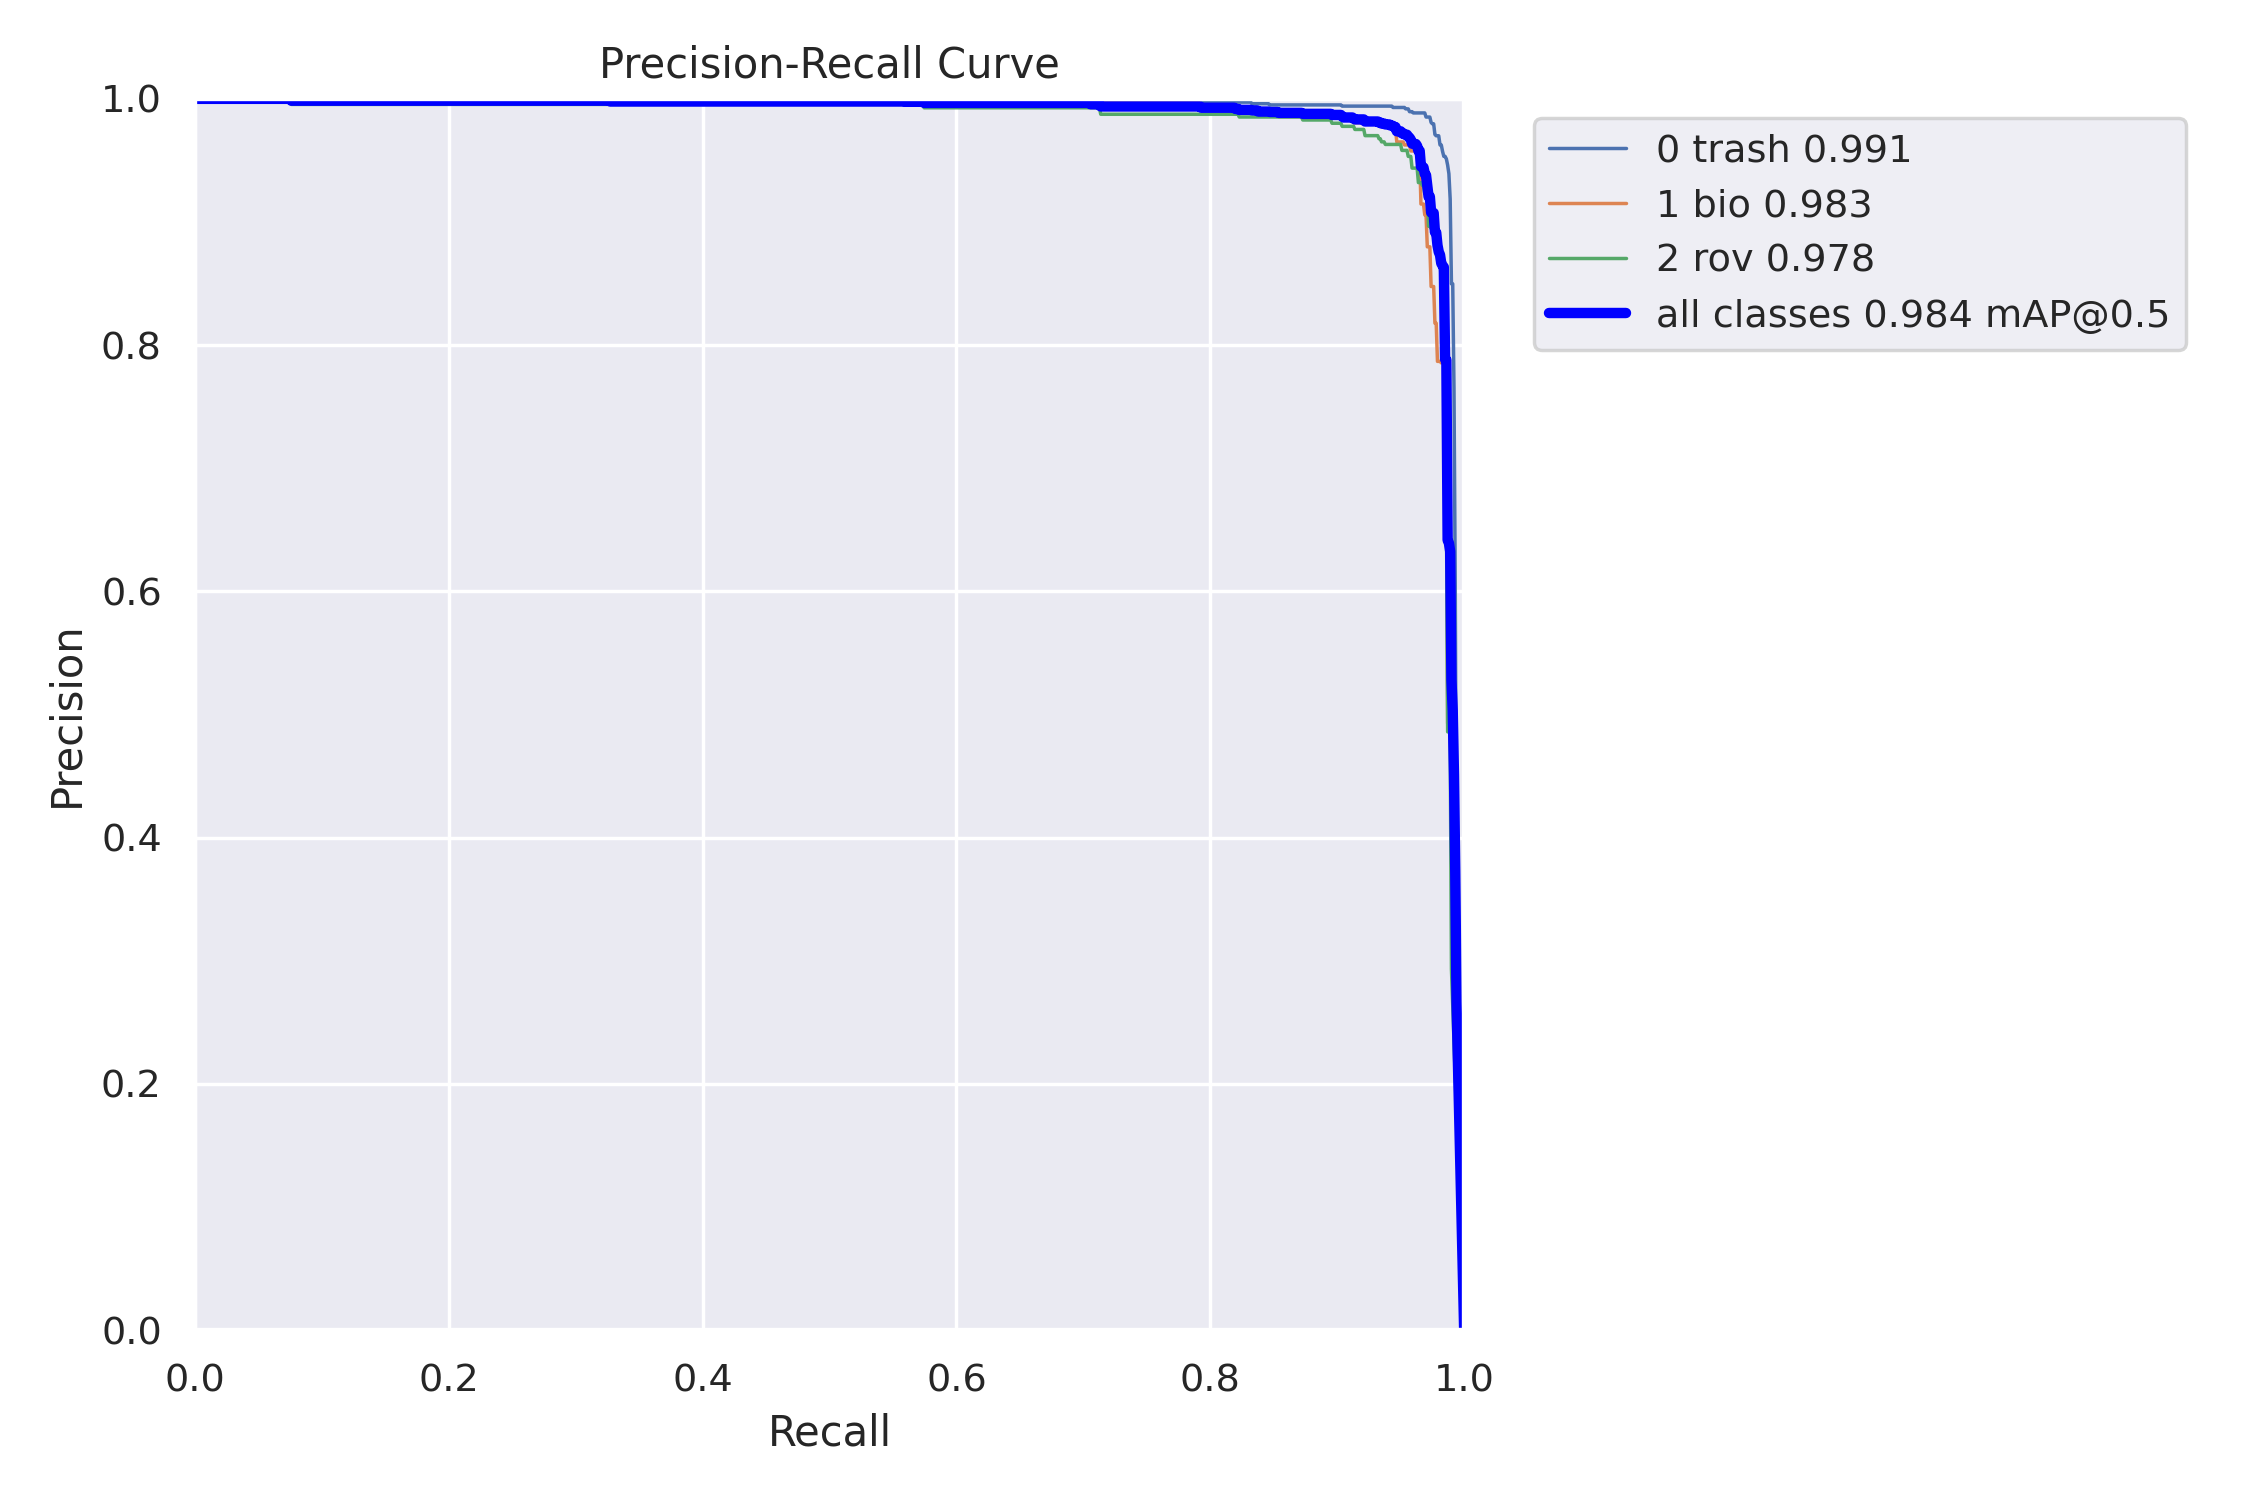 Precision-Recall Curve
1.0
0.8
0.6
0.4
0.2
0.0
Precision
0.0 0.2 0.4 0.6 0.8 1.0
Recall
0 trash 0.991
1 bio 0.983
2 rov 0.978
all classes 0.984 mAP@0.5